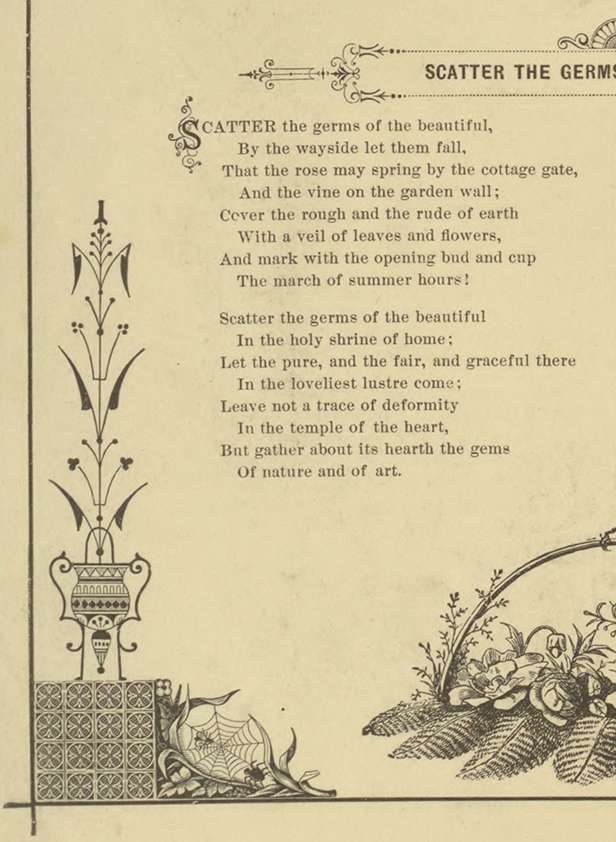 SCATTER THE GERMS
SCATTER the germs of the beautiful,
By the wayside let them fall,
That the rose may spring by the cottage gate,
And the vine on the garden wall;
Cover the rough and the rude of earth
With a veil of leaves and flowers,
And mark with the opening bud and cup
The march of summer hours!
Scatter the germs of the beautiful
In the holy shrine of home;
Let the pure, and the fair, and graceful there
In the loveliest lustre come;
Leave not a trace of deformity
In the temple of the heart,
But gather about its hearth the gems
Of nature and of art.